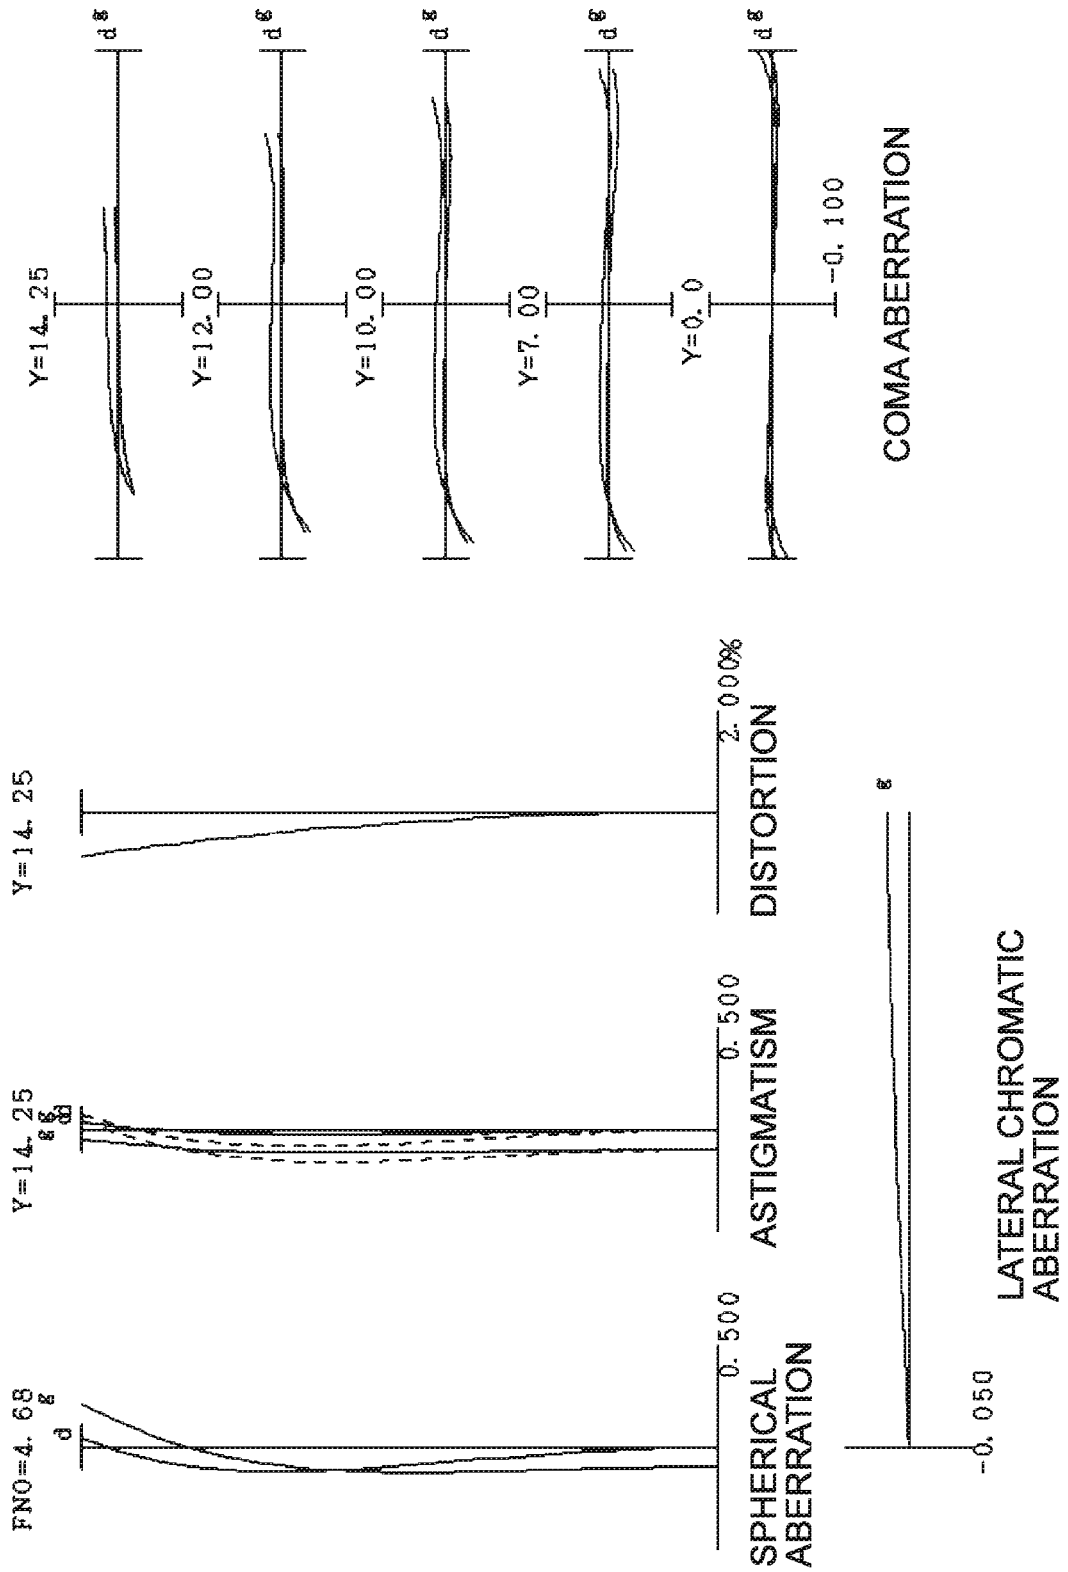 FNO=4.68
d
g
0.500
SPHERICAL
ABERRATION
Y=14.25
g
g
d
d
0.500
ASTIGMATISM
Y=14.25
2.000%
DISTORTION
g
-0.050
LATERAL CHROMATIC
ABERRATION
Y=14.25
d g
Y=12.00
d g
Y=10.00
d g
Y=7.00
d g
Y=0.0
d g
-0.100
COMA ABERRATION